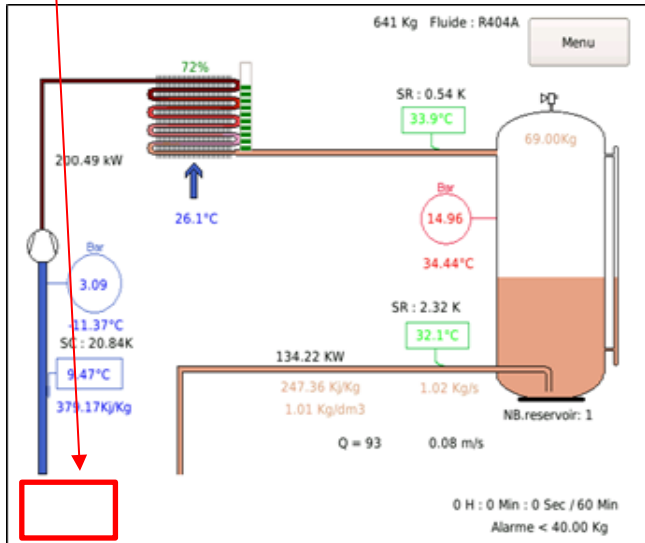 641 Kg Fluide : R404A
Menu
72%
SR : 0.54 K
33.9°C
69.00Kg
200.49 kW
26.1°C
Bar
14.96
34.44°C
Bar
3.09
-11.37°C
SC : 20.84K
9.47°C
379.17Kj/Kg
SR : 2.32 K
32.1°C
134.22 KW
247.36 Kj/Kg
1.02 Kg/s
1.01 Kg/dm3
NB.reservoir: 1
Q = 93
0.08 m/s
0 H : 0 Min : 0 Sec / 60 Min
Alarme < 40.00 Kg